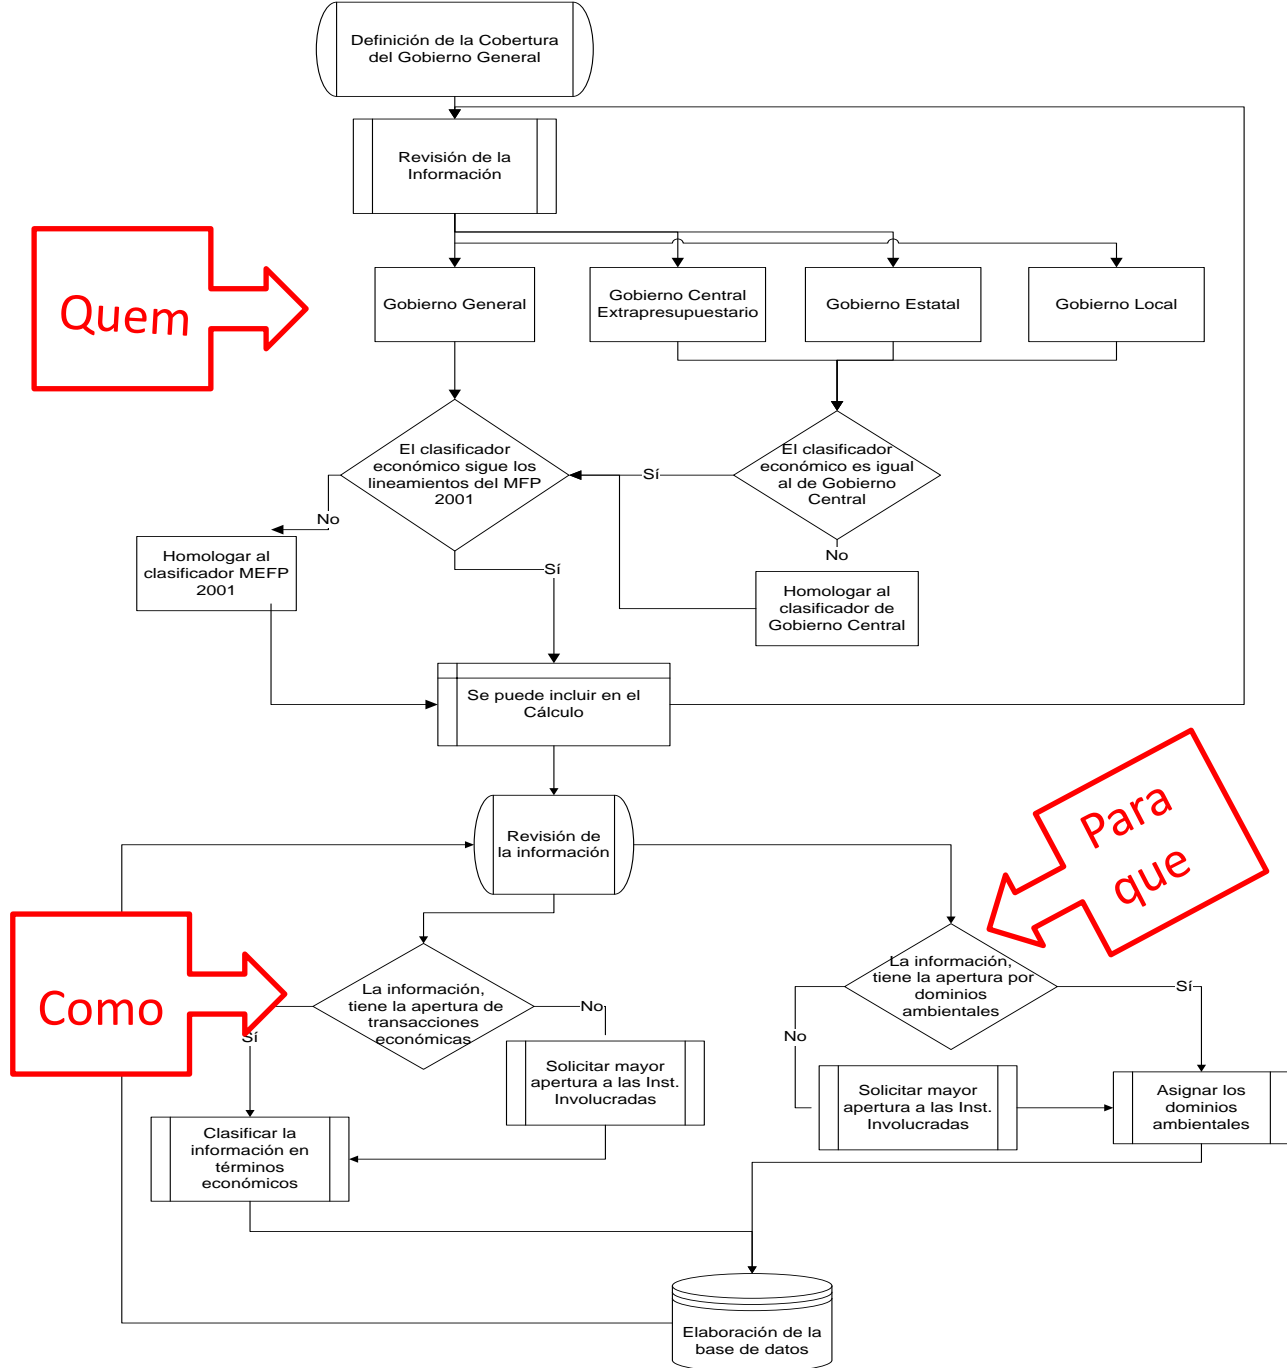 Definición de la Cobertura
del Gobierno General
Revisión de la
Información
Quem
Gobierno General
Gobierno Central
Extrapresupuestario
Gobierno Estatal
Gobierno Local
El clasificador
económico sigue los
lineamientos del MFP
2001
Sí
El clasificador
económico es igual
al de Gobierno
Central
No
No
Homologar al
clasificador MEFP
2001
Sí
Homologar al
clasificador de
Gobierno Central
Se puede incluir en el
Cálculo
Para
que
Revisión de
la información
Como
La información,
tiene la apertura de
transacciones
económicas
No
Sí
La información,
tiene la apertura por
dominios
ambientales
Sí
No
Solicitar mayor
apertura a las Inst.
Involucradas
Solicitar mayor
apertura a las Inst.
Involucradas
Asignar los
dominios
ambientales
Clasificar la
información en
términos
económicos
Elaboración de la
base de datos